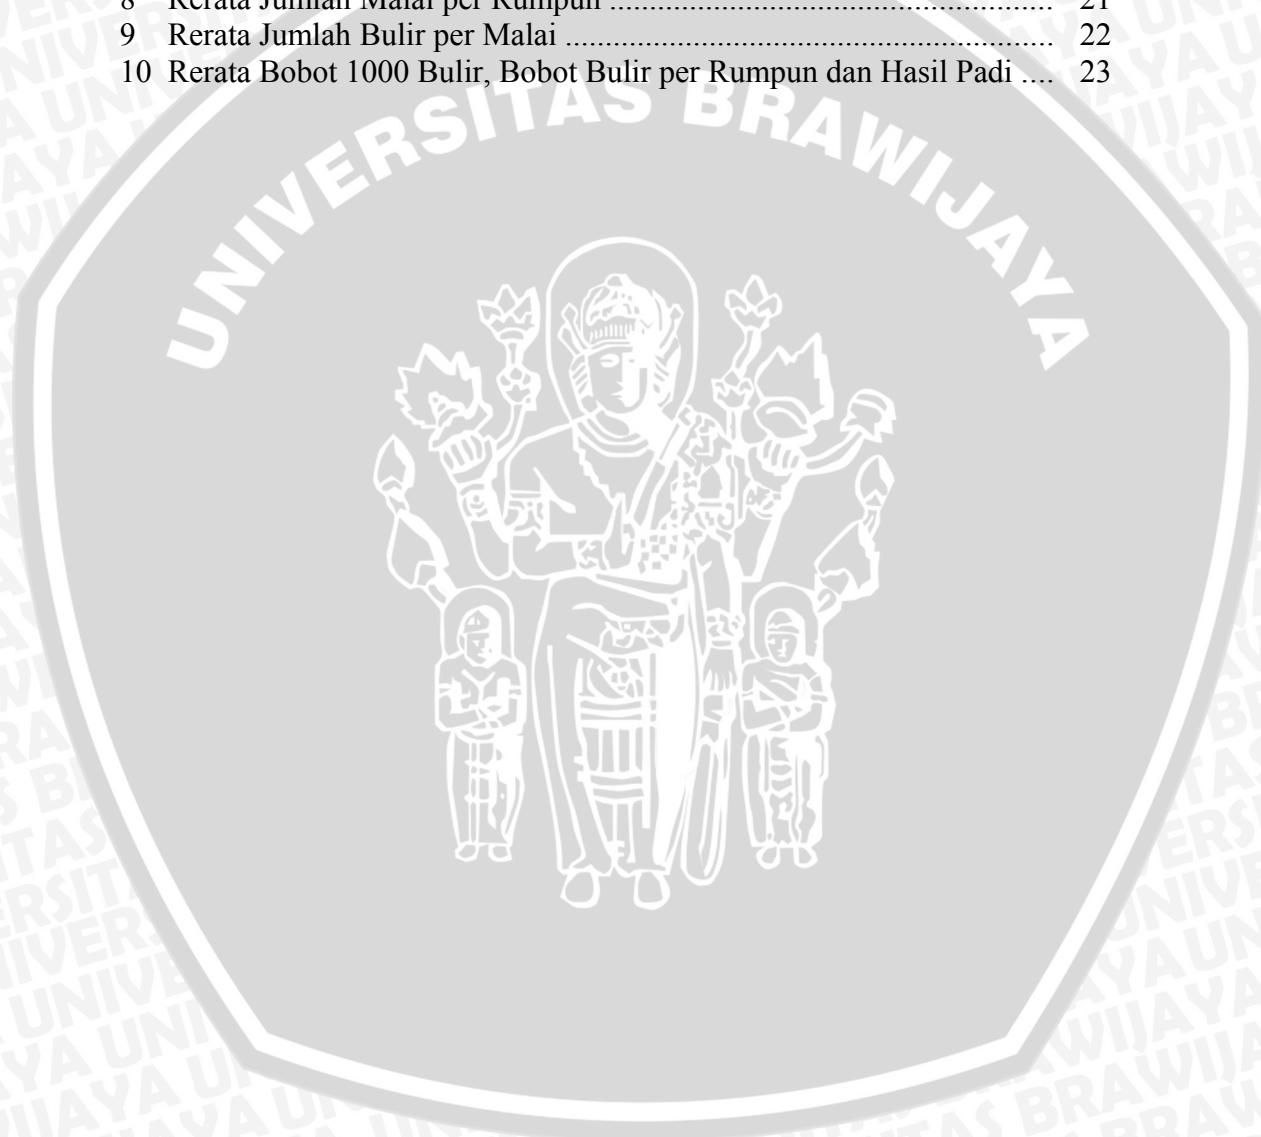 8 Rerata Jumlah Malai per Rumpun ........................................................ 21
9 Rerata Jumlah Bulir per Malai ............................................................. 22
10 Rerata Bobot 1000 Bulir, Bobot Bulir per Rumpun dan Hasil Padi .... 23
UNIVERSITAS BRAWIJAYA